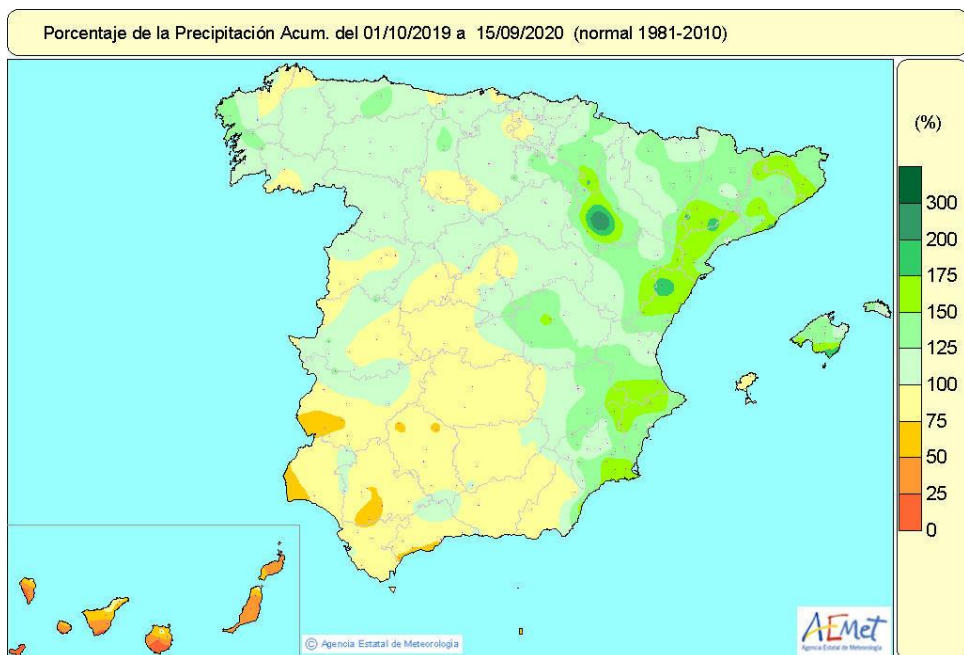 Porcentaje de la Precipitación Acum. del 01/10/2019 a 15/09/2020 (normal 1981-2010)
(%)
300
200
175
150
125
100
75
50
25
0
© Agencia Estatal de Meteorología
AEMet
Agencia Estatal de Meteorología